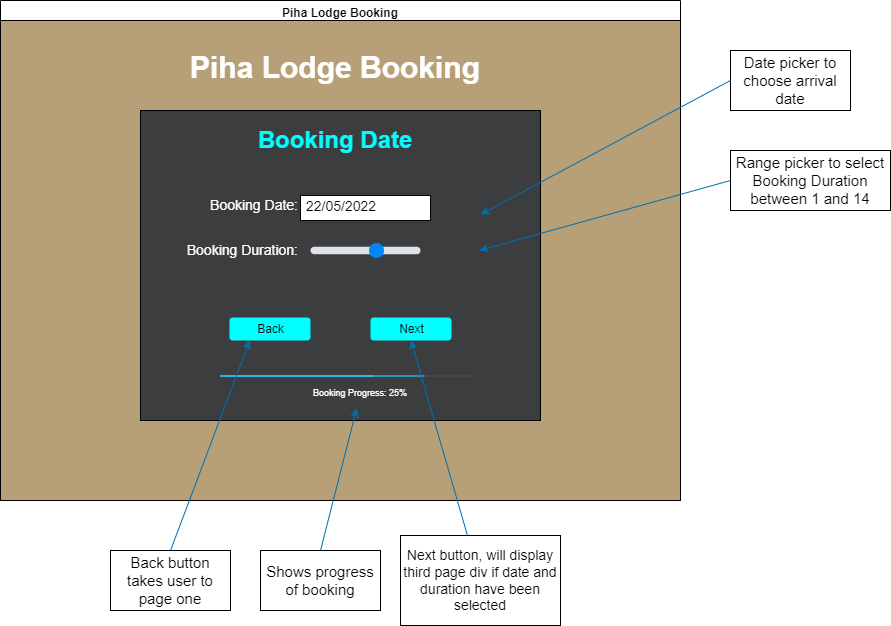 Piha Lodge Booking
Piha Lodge Booking
Date picker to
choose arrival
date
Booking Date
Range picker to select
Booking Duration
between 1 and 14
Booking Date: 22/05/2022
Booking Duration:
Back Next
Booking Progress: 25%
Back button
takes user to
page one
Shows progress
of booking
Next button, will display
third page div if date and
duration have been
selected